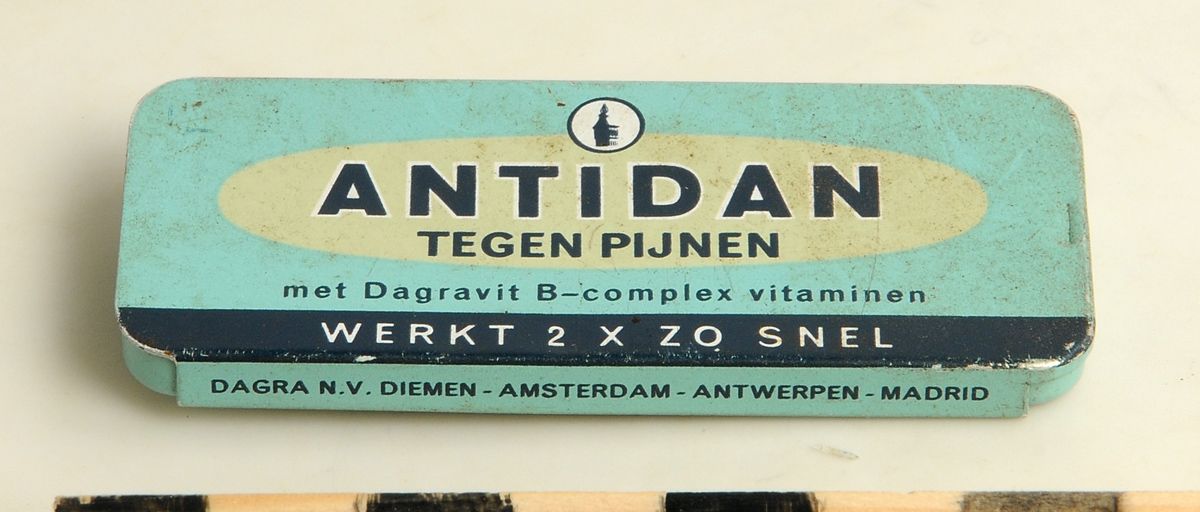 ANTIDAN
TEGEN PIJNEN
met Dagravit B-complex vitaminen
WERKT 2 X ZO SNEL
DAGRA N.V. DIEMEN - AMSTERDAM - ANTWERPEN - MADRID